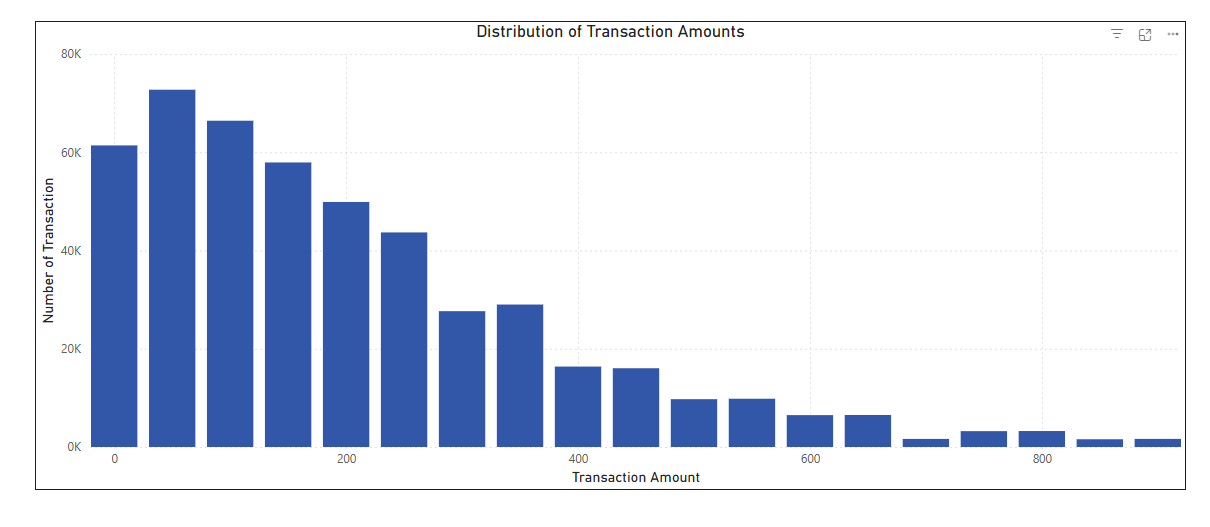 Distribution of Transaction Amounts
80K
60K
40K
20K
0K
Number of Transaction
0 200 400 600 800
Transaction Amount